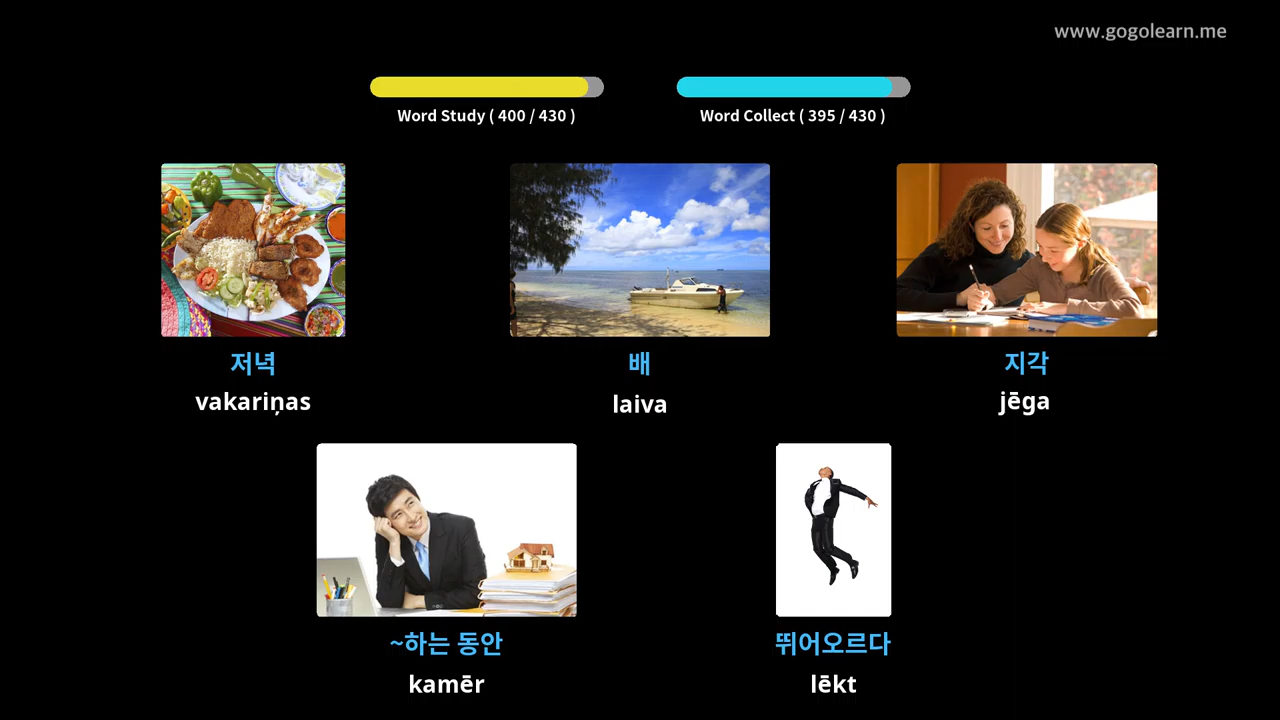 www.gogolearn.me
Word Study ( 400 / 430 )
Word Collect ( 395 / 430 )
저녁
vakariņas
배
laiva
지각
jēga
~하는 동안
kamēr
뛰어오르다
lēkt